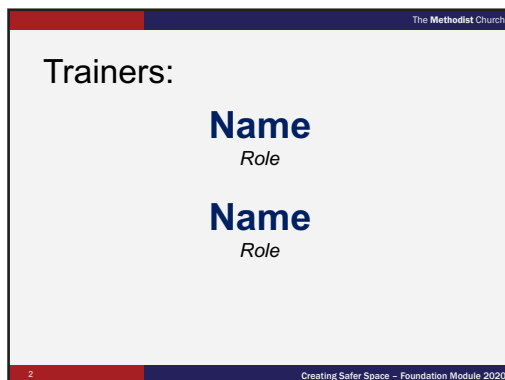 The Methodist Church
Trainers:
Name
Role
Name
Role
2
Creating Safer Space – Foundation Module 2020